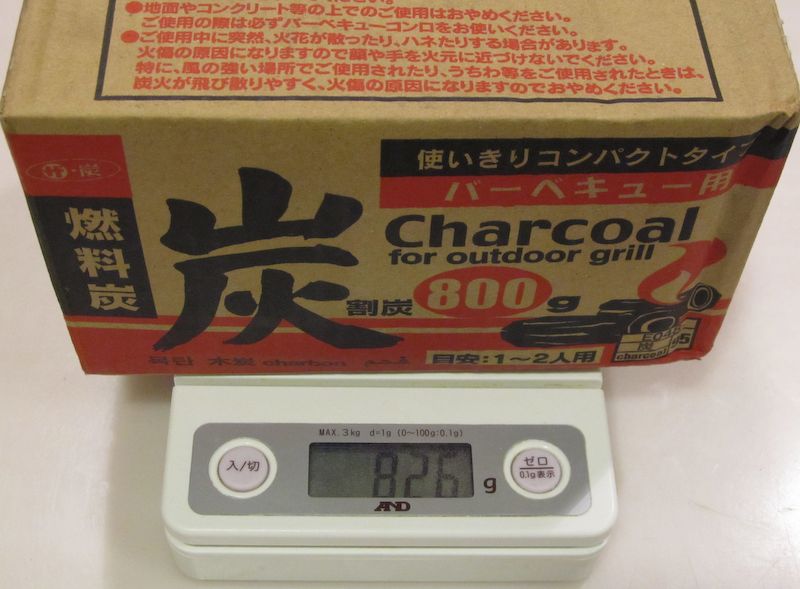 ●地面やコンクリート等の上でのご使用はおやめください。
ご使用の際は必ずバーベキューコンロをお使いください。
●ご使用中に突然、火花が散ったり、ハネたりする場合があります。
火傷の原因になりますので顔や手を火元に近づけないでください。
特に、風の強い場所でご使用されたり、うちわ等をご使用されたときは、
炭火が飛び散りやすく、火傷の原因になりますのでおやめください。
使いきりコンパクトタイプ
バーベキュー用
燃料炭
炭
Charcoal
for outdoor grill
割炭 800g
목탄 木炭 charbon فحم
目安:1〜2人用
charcoal
MAX. 3kg d=1g (0〜100g:0.1g)
入/切
826 g
ゼロ
0.1g表示
AND